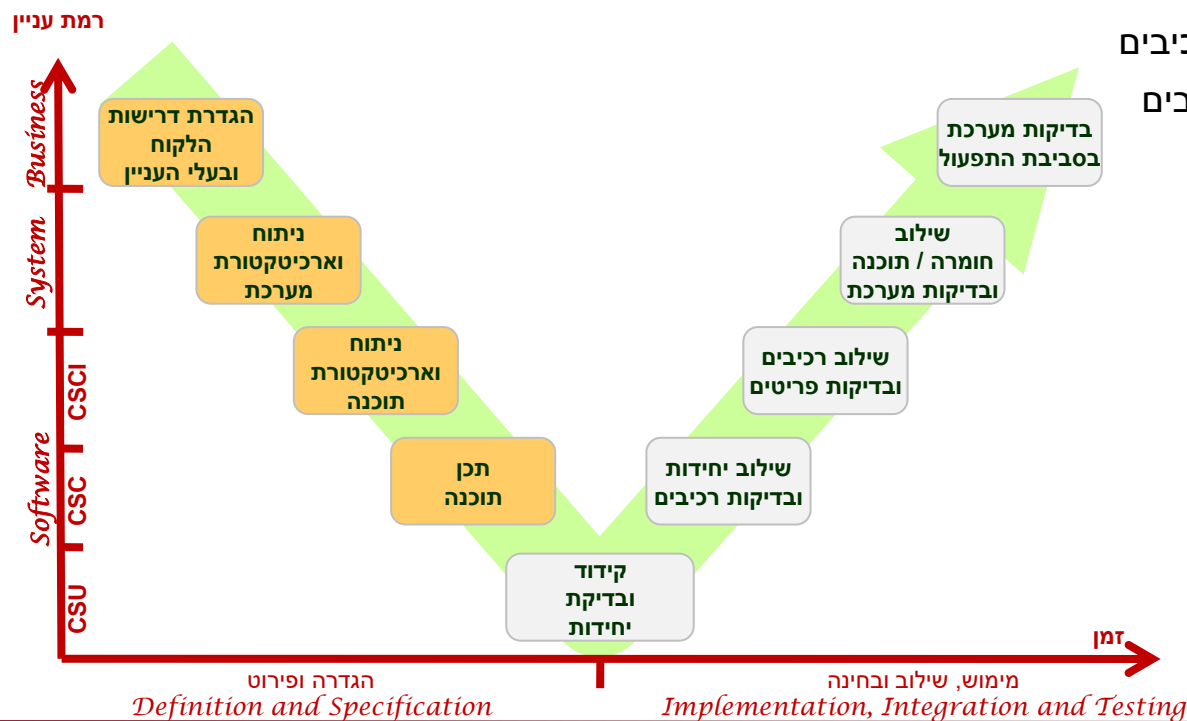 רמת עניין
כיבים
בים
Business
הגדרת דרישות
הלקוח
ובעלי העניין
בדיקות מערכת
בסביבת התפעול
System
ניתוח
וארכיטקטורת
מערכת
שילוב
חומרה / תוכנה
ובדיקות מערכת
Software
CSCI
ניתוח
וארכיטקטורת
תוכנה
שילוב רכיבים
ובדיקות פריטים
CSC
תכן
תוכנה
שילוב יחידות
ובדיקות רכיבים
CSU
קידוד
ובדיקת
יחידות
זמן
הגדרה ופירוט
Definition and Specification
מימוש, שילוב ובחינה
Implementation, Integration and Testing